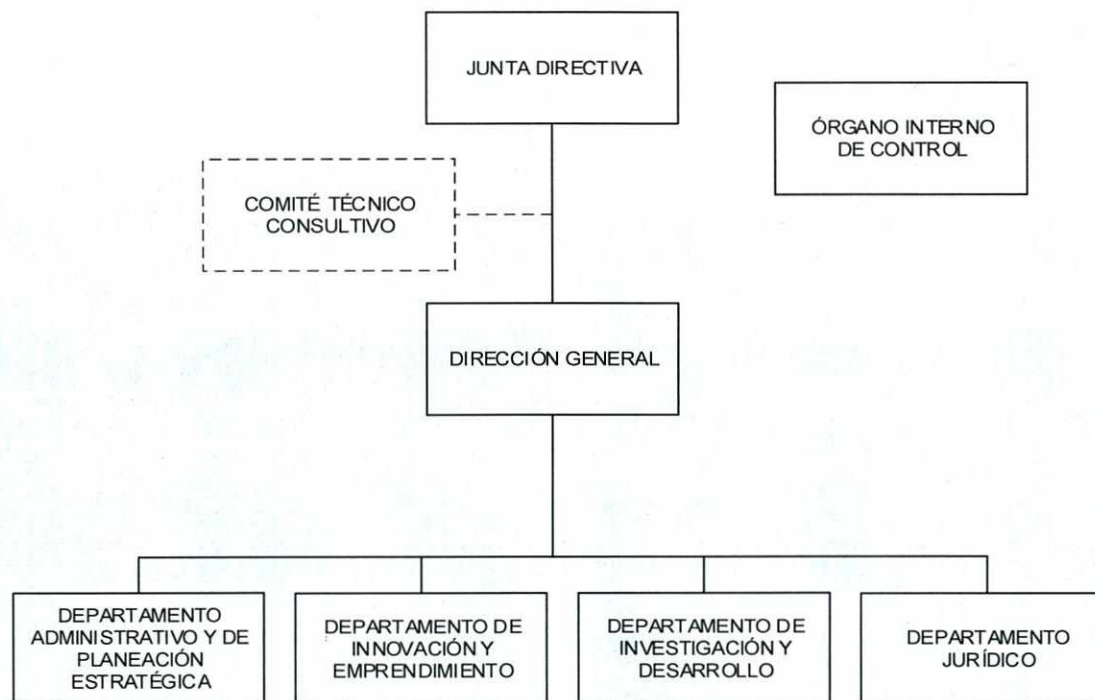 JUNTA DIRECTIVA
ÓRGANO INTERNO
DE CONTROL
COMITÉ TÉCNICO
CONSULTIVO
DIRECCIÓN GENERAL
DEPARTAMENTO
ADMINISTRATIVO Y DE
PLANEACIÓN
ESTRATÉGICA
DEPARTAMENTO DE
INNOVACIÓN Y
EMPRENDIMIENTO
DEPARTAMENTO DE
INVESTIGACIÓN Y
DESARROLLO
DEPARTAMENTO
JURÍDICO